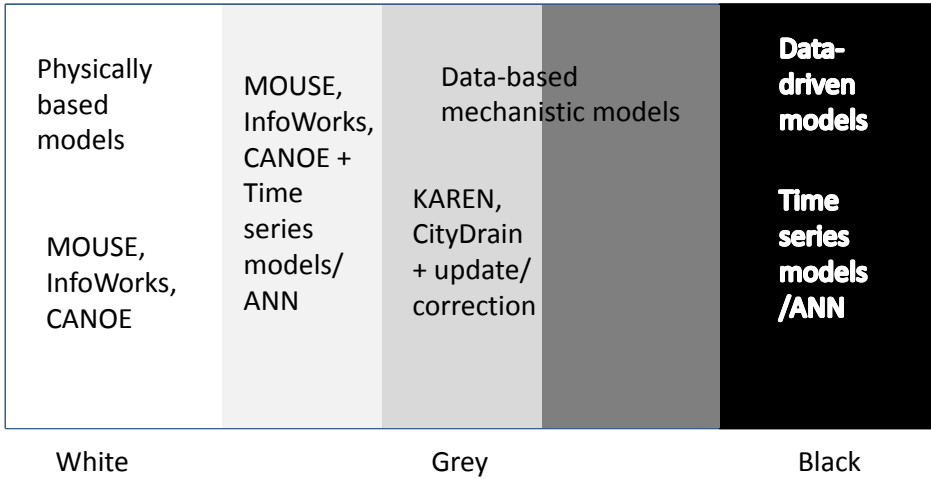 Physically
based
models
MOUSE,
InfoWorks,
CANOE
MOUSE,
InfoWorks,
CANOE +
Time
series
models/
ANN
Data-based
mechanistic models
KAREN,
CityDrain
+ update/
correction
Data-
driven
models
Time
series
models
/ANN
White
Grey
Black